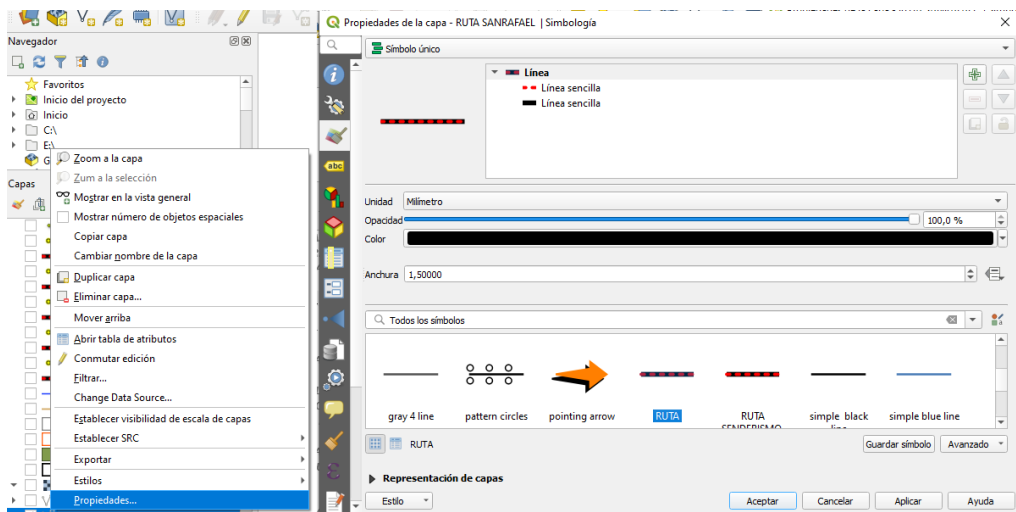 Propiedades de la capa - RUTA SANRAFAEL | Simbología
Navegador
Favoritos
Inicio del proyecto
Inicio
C:\
E:\
G
Capas
Zoom a la capa
Zum a la selección
Mostrar en la vista general
Mostrar número de objetos espaciales
Copiar capa
Cambiar nombre de la capa
Duplicar capa
Eliminar capa...
Mover arriba
Abrir tabla de atributos
Conmutar edición
Filtrar...
Change Data Source...
Establecer visibilidad de escala de capas
Establecer SRC
Exportar
Estilos
Propiedades...
V
abc
Símbolo único
Línea
Línea sencilla
Línea sencilla
Unidad Milímetro
Opacidad 100,0 %
Color
Anchura 1,50000
Todos los símbolos
gray 4 line pattern circles pointing arrow RUTA RUTA simple black simple blue line
RUTA
Guardar símbolo Avanzado
Representación de capas
Estilo Aceptar Cancelar Aplicar Ayuda